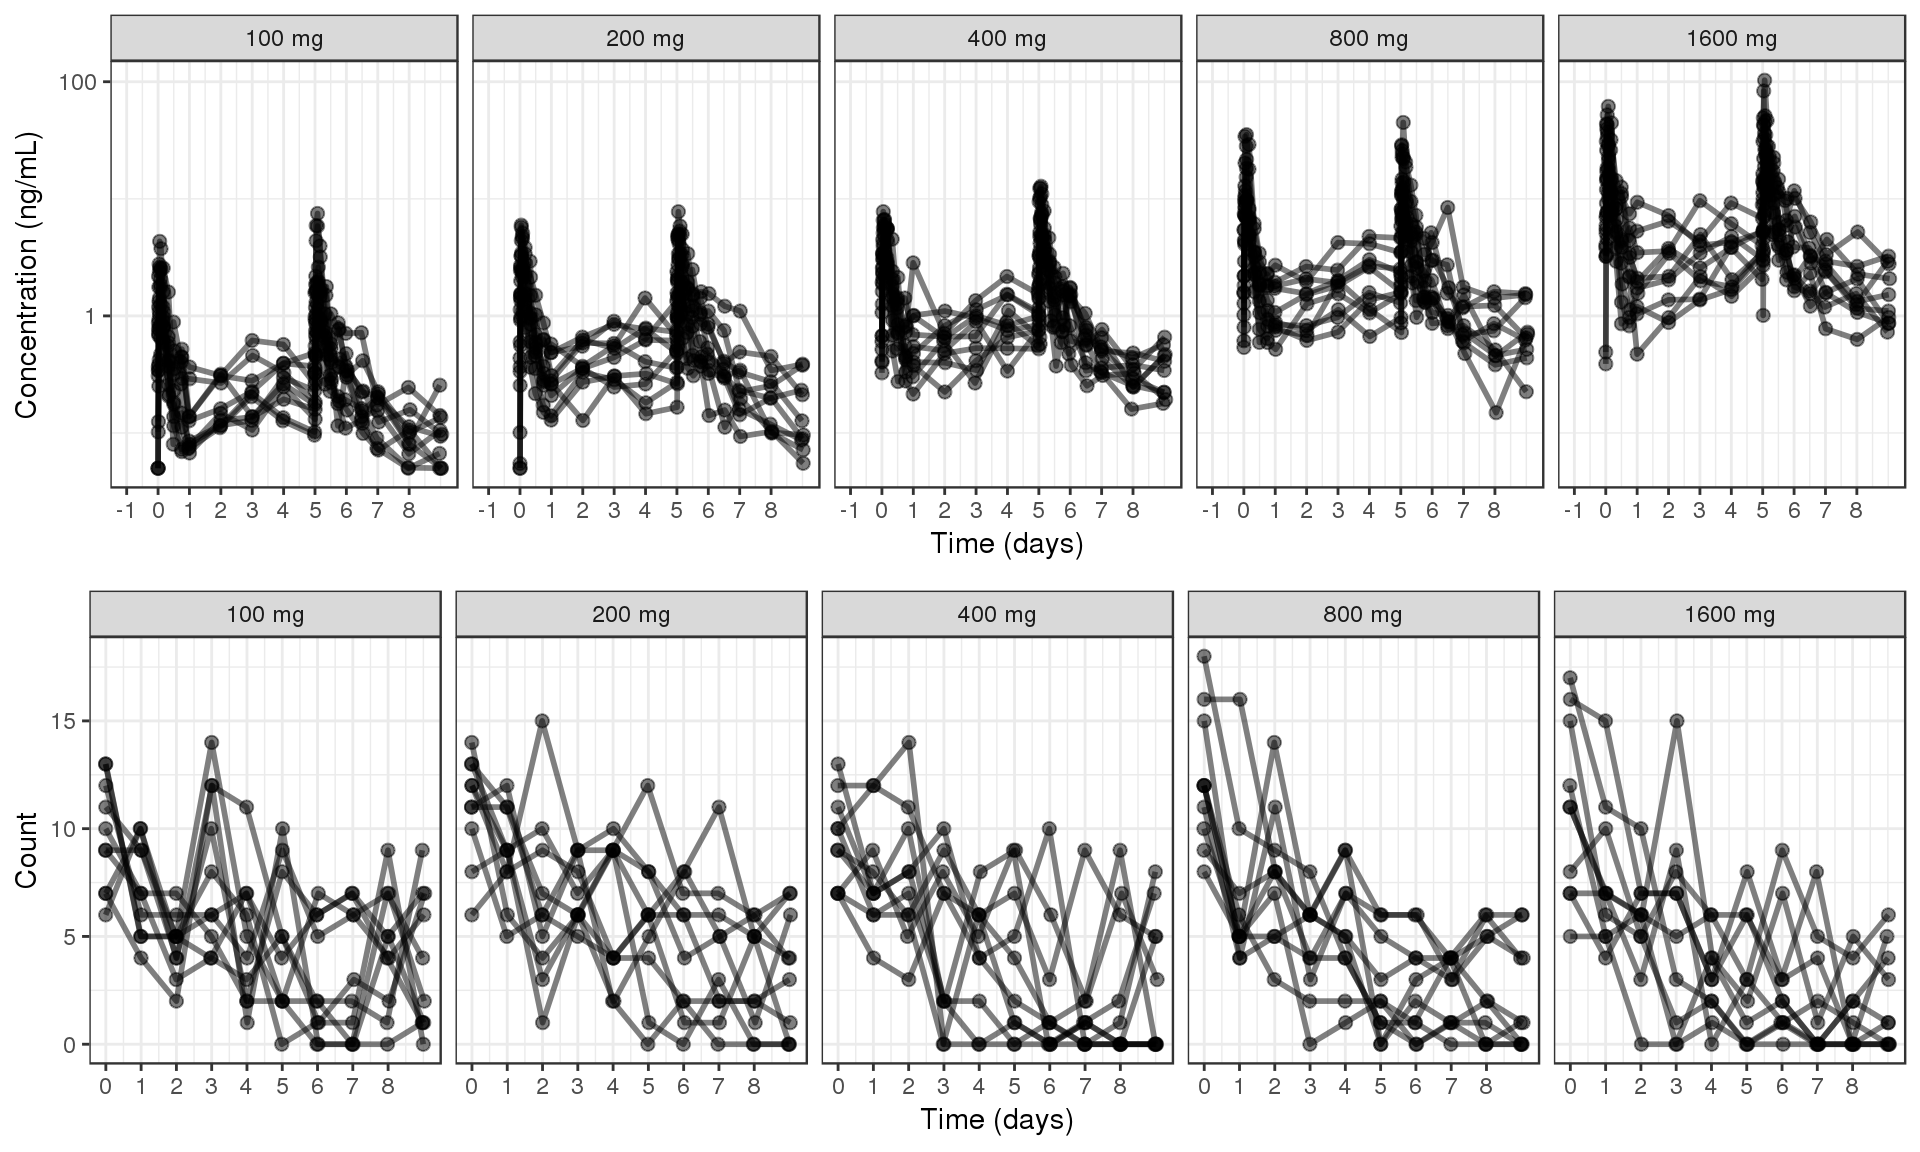 100 mg 200 mg 400 mg 800 mg 1600 mg
Concentration (ng/mL)
100
1
-1 0 1 2 3 4 5 6 7 8 -1 0 1 2 3 4 5 6 7 8 -1 0 1 2 3 4 5 6 7 8 -1 0 1 2 3 4 5 6 7 8 -1 0 1 2 3 4 5 6 7 8
Time (days)
100 mg 200 mg 400 mg 800 mg 1600 mg
Count
15
10
5
0
0 1 2 3 4 5 6 7 8 0 1 2 3 4 5 6 7 8 0 1 2 3 4 5 6 7 8 0 1 2 3 4 5 6 7 8 0 1 2 3 4 5 6 7 8
Time (days)